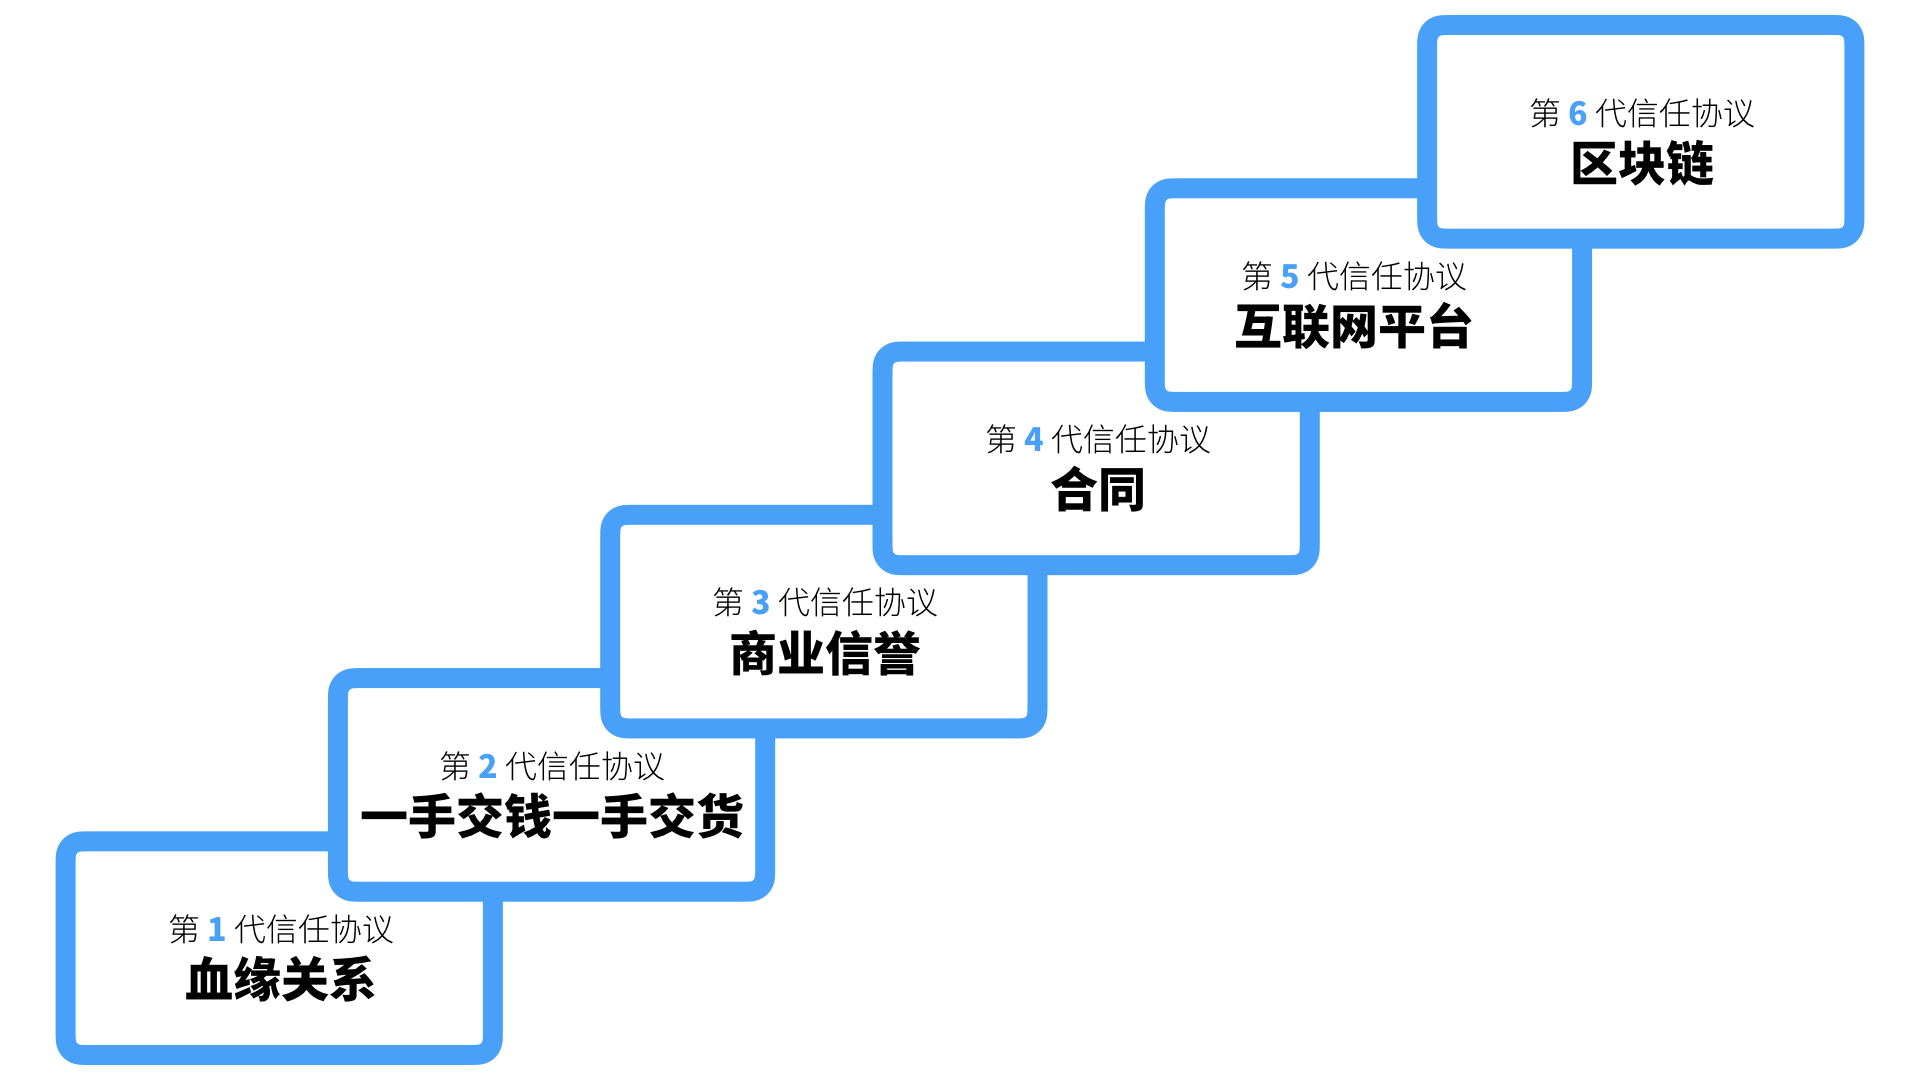 第 6 代信任协议
区块链
第 5 代信任协议
互联网平台
第 4 代信任协议
合同
第 3 代信任协议
商业信誉
第 2 代信任协议
一手交钱一手交货
第 1 代信任协议
血缘关系